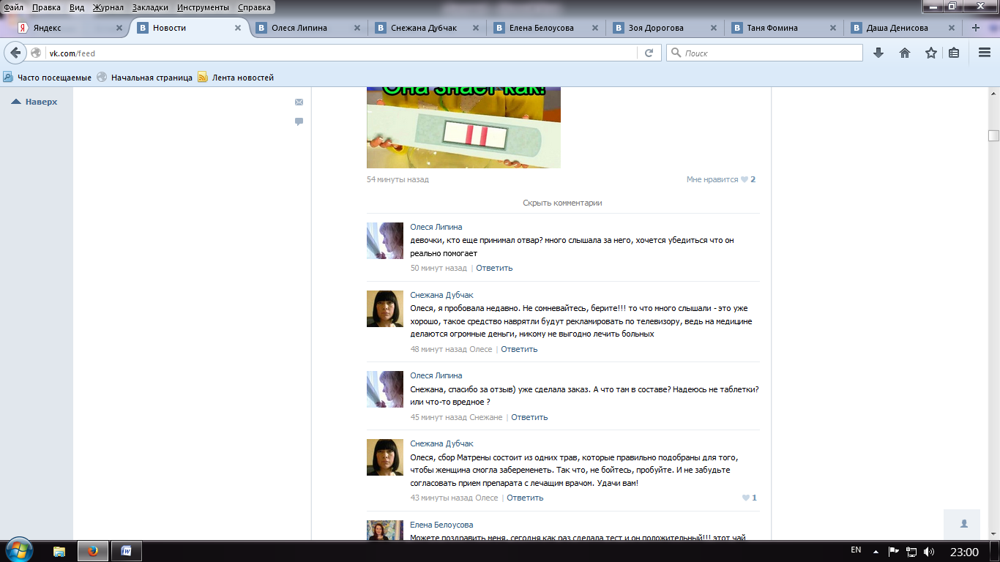 Файл Правка Вид Журнал Закладки Инструменты Справка
Яндекс
Новости
Олеся Липина
Снежана Дубчак
Елена Белоусова
Зоя Дорогова
Таня Фомина
Даша Денисова
vk.com/feed
Поиск
Часто посещаемые
Начальная страница
Лента новостей
Наверх
Она знает как!
54 минуты назад
Мне нравится 2
Скрыть комментарии
Олеся Липина
девочки, кто еще принимал отвар? много слышала за него, хочется убедиться что он
реально помогает
50 минут назад | Ответить
Снежана Дубчак
Олеся, я пробовала недавно. Не сомневайтесь, берите!!! то что много слышали - это уже
хорошо, такое средство наврятли будут рекламировать по телевизору, ведь на медицине
делаются огромные деньги, никому не выгодно лечить больных
48 минут назад Олесе | Ответить
Олеся Липина
Снежана, спасибо за отзыв) уже сделала заказ. А что там в составе? Надеюсь не таблетки?
или что-то вредное ?
45 минут назад Снежане | Ответить
Снежана Дубчак
Олеся, сбор Матрены состоит из одних трав, которые правильно подобраны для того,
чтобы женщина смогла забеременеть. Так что, не бойтесь, пробуйте. И не забудьте
согласовать прием препарата с лечащим врачом. Удачи вам!
43 минуты назад Олесе | Ответить
1
Елена Белоусова
Можете поздравить меня, сегодня как раз сделала тест и он положительный!!! этот чай
EN
23:00